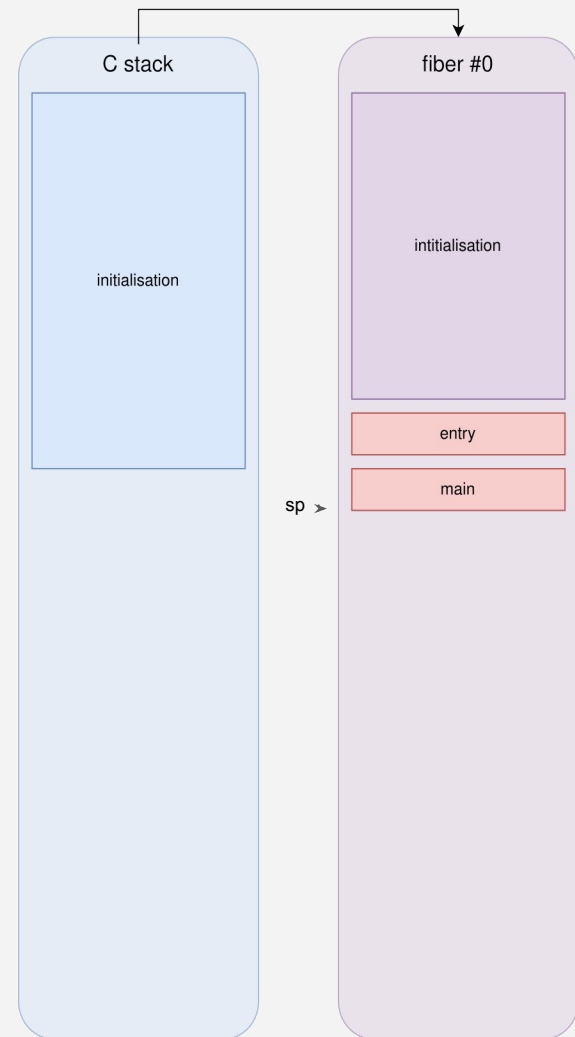 C stack
fiber #0
initialisation
intitialisation
entry
main
sp